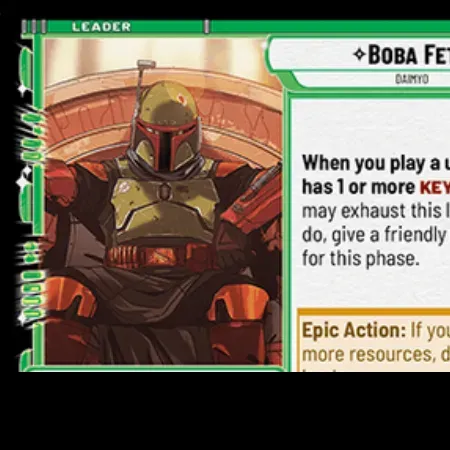 LEADER
BOBA FE
DAIMYO
When you play a u
has 1 or more KEY
may exhaust this l
do, give a friendly
for this phase.
Epic Action: If you
more resources, d